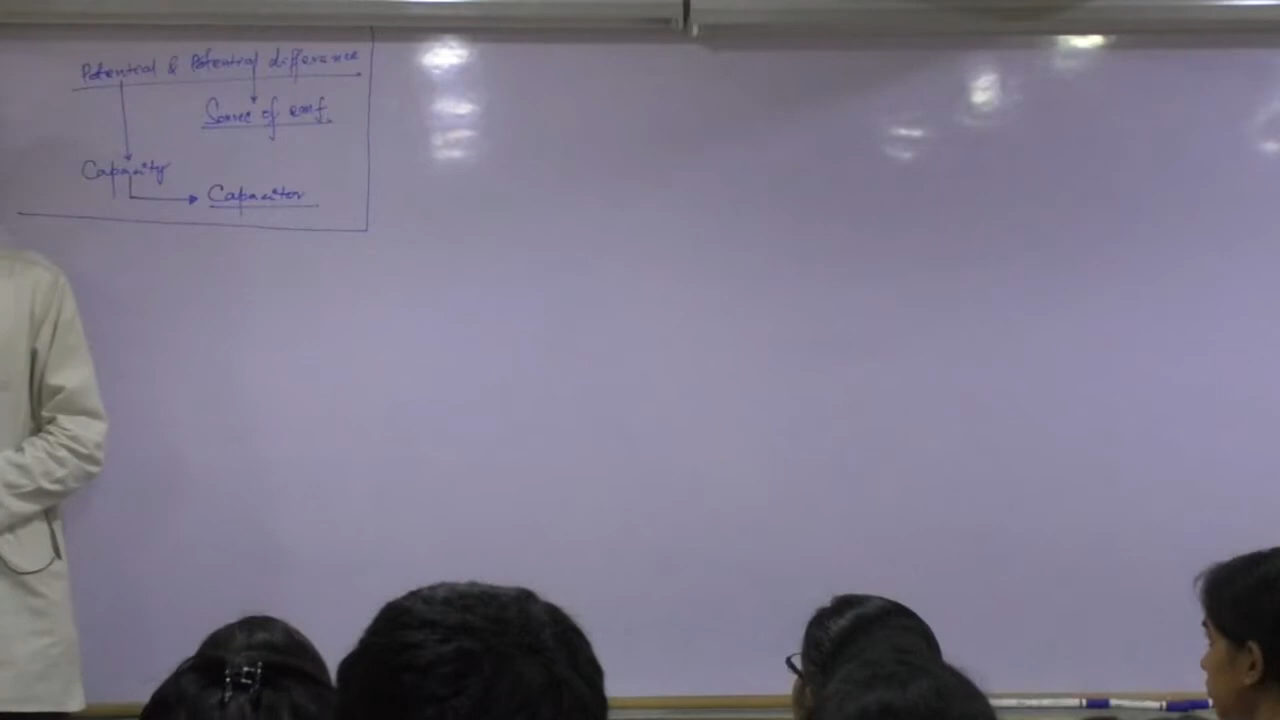 Potential & Potential difference
Source of emf.
Capacity
Capacitor